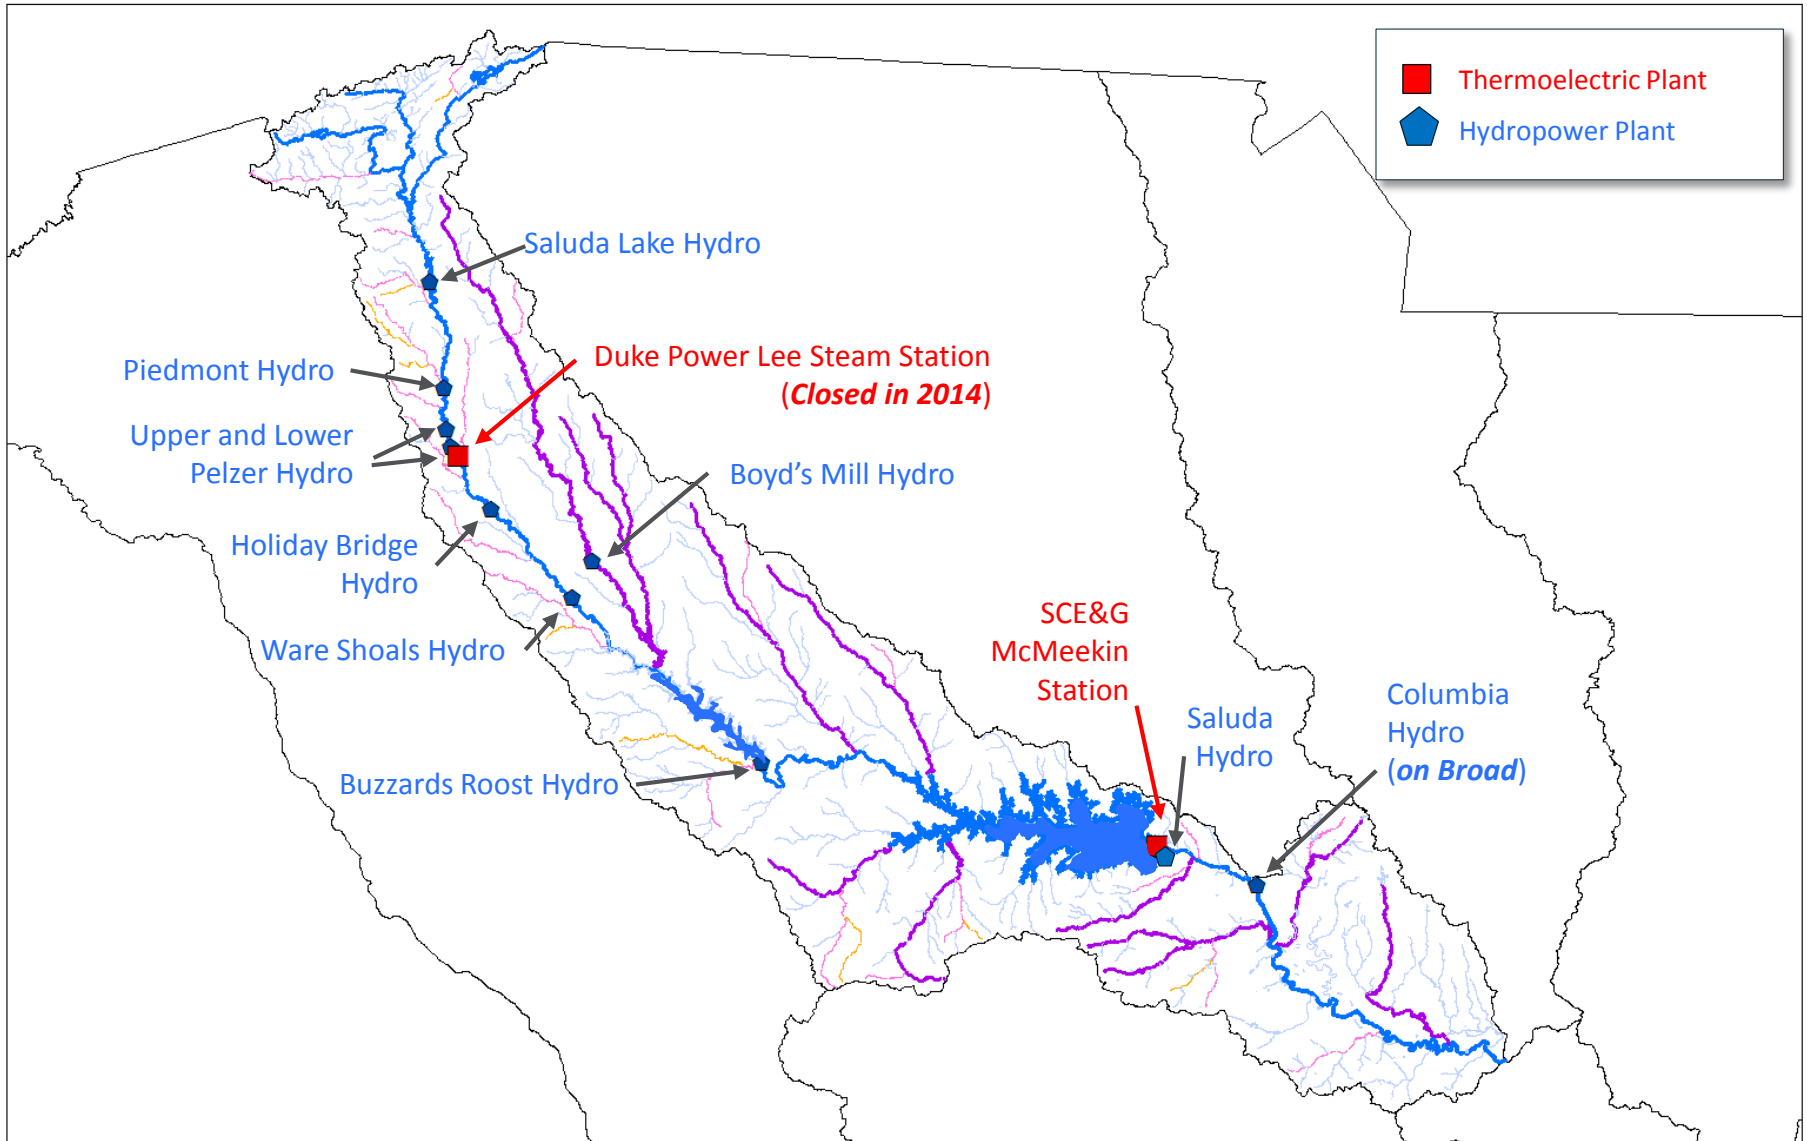 Thermoelectric Plant
Hydropower Plant
Saluda Lake Hydro
Piedmont Hydro
Duke Power Lee Steam Station
(Closed in 2014)
Upper and Lower
Pelzer Hydro
Boyd's Mill Hydro
Holiday Bridge
Hydro
Ware Shoals Hydro
SCE&G
McMeekin
Station
Saluda
Hydro
Columbia
Hydro
(on Broad)
Buzzards Roost Hydro